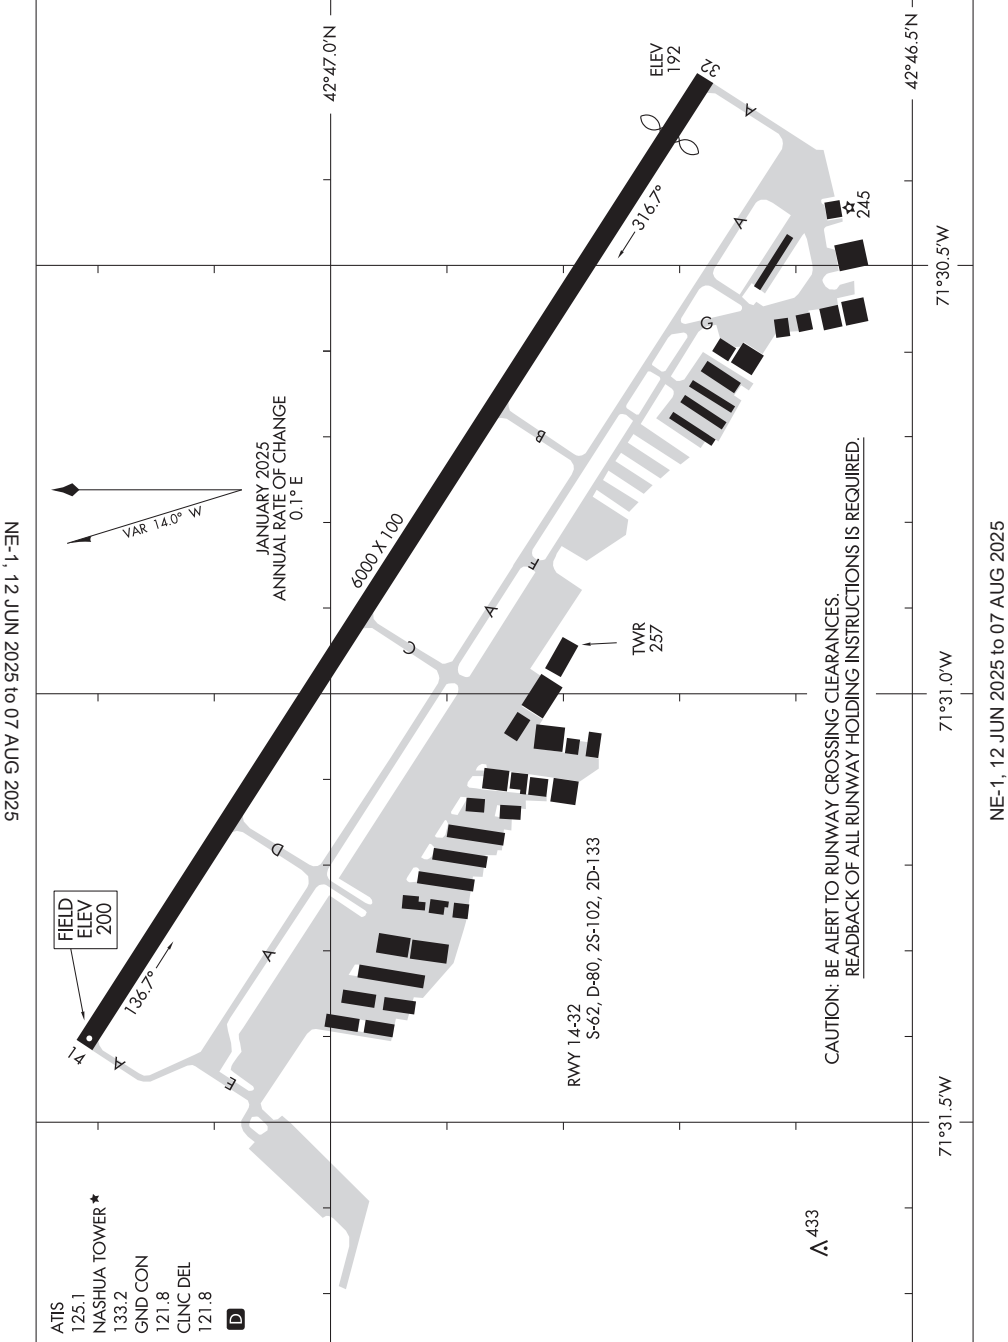 ATIS
125.1
NASHUA TOWER★
133.2
GND CON
121.8
CLNC DEL
121.8
D
FIELD
ELEV
200
14
136.7°
VAR 14.0° W
JANUARY 2025
ANNUAL RATE OF CHANGE
0.1° E
6000 X 100
316.7°
ELEV
192
32
42°47.0'N
42°46.5'N
A
E
A
D
C
A
F
B
G
A
A
TWR
257
245
433
RWY 14-32
S-62, D-80, 2S-102, 2D-133
CAUTION: BE ALERT TO RUNWAY CROSSING CLEARANCES.
READBACK OF ALL RUNWAY HOLDING INSTRUCTIONS IS REQUIRED.
71°31.5'W
71°31.0'W
71°30.5'W
NE-1, 12 JUN 2025 to 07 AUG 2025
NE-1, 12 JUN 2025 to 07 AUG 2025